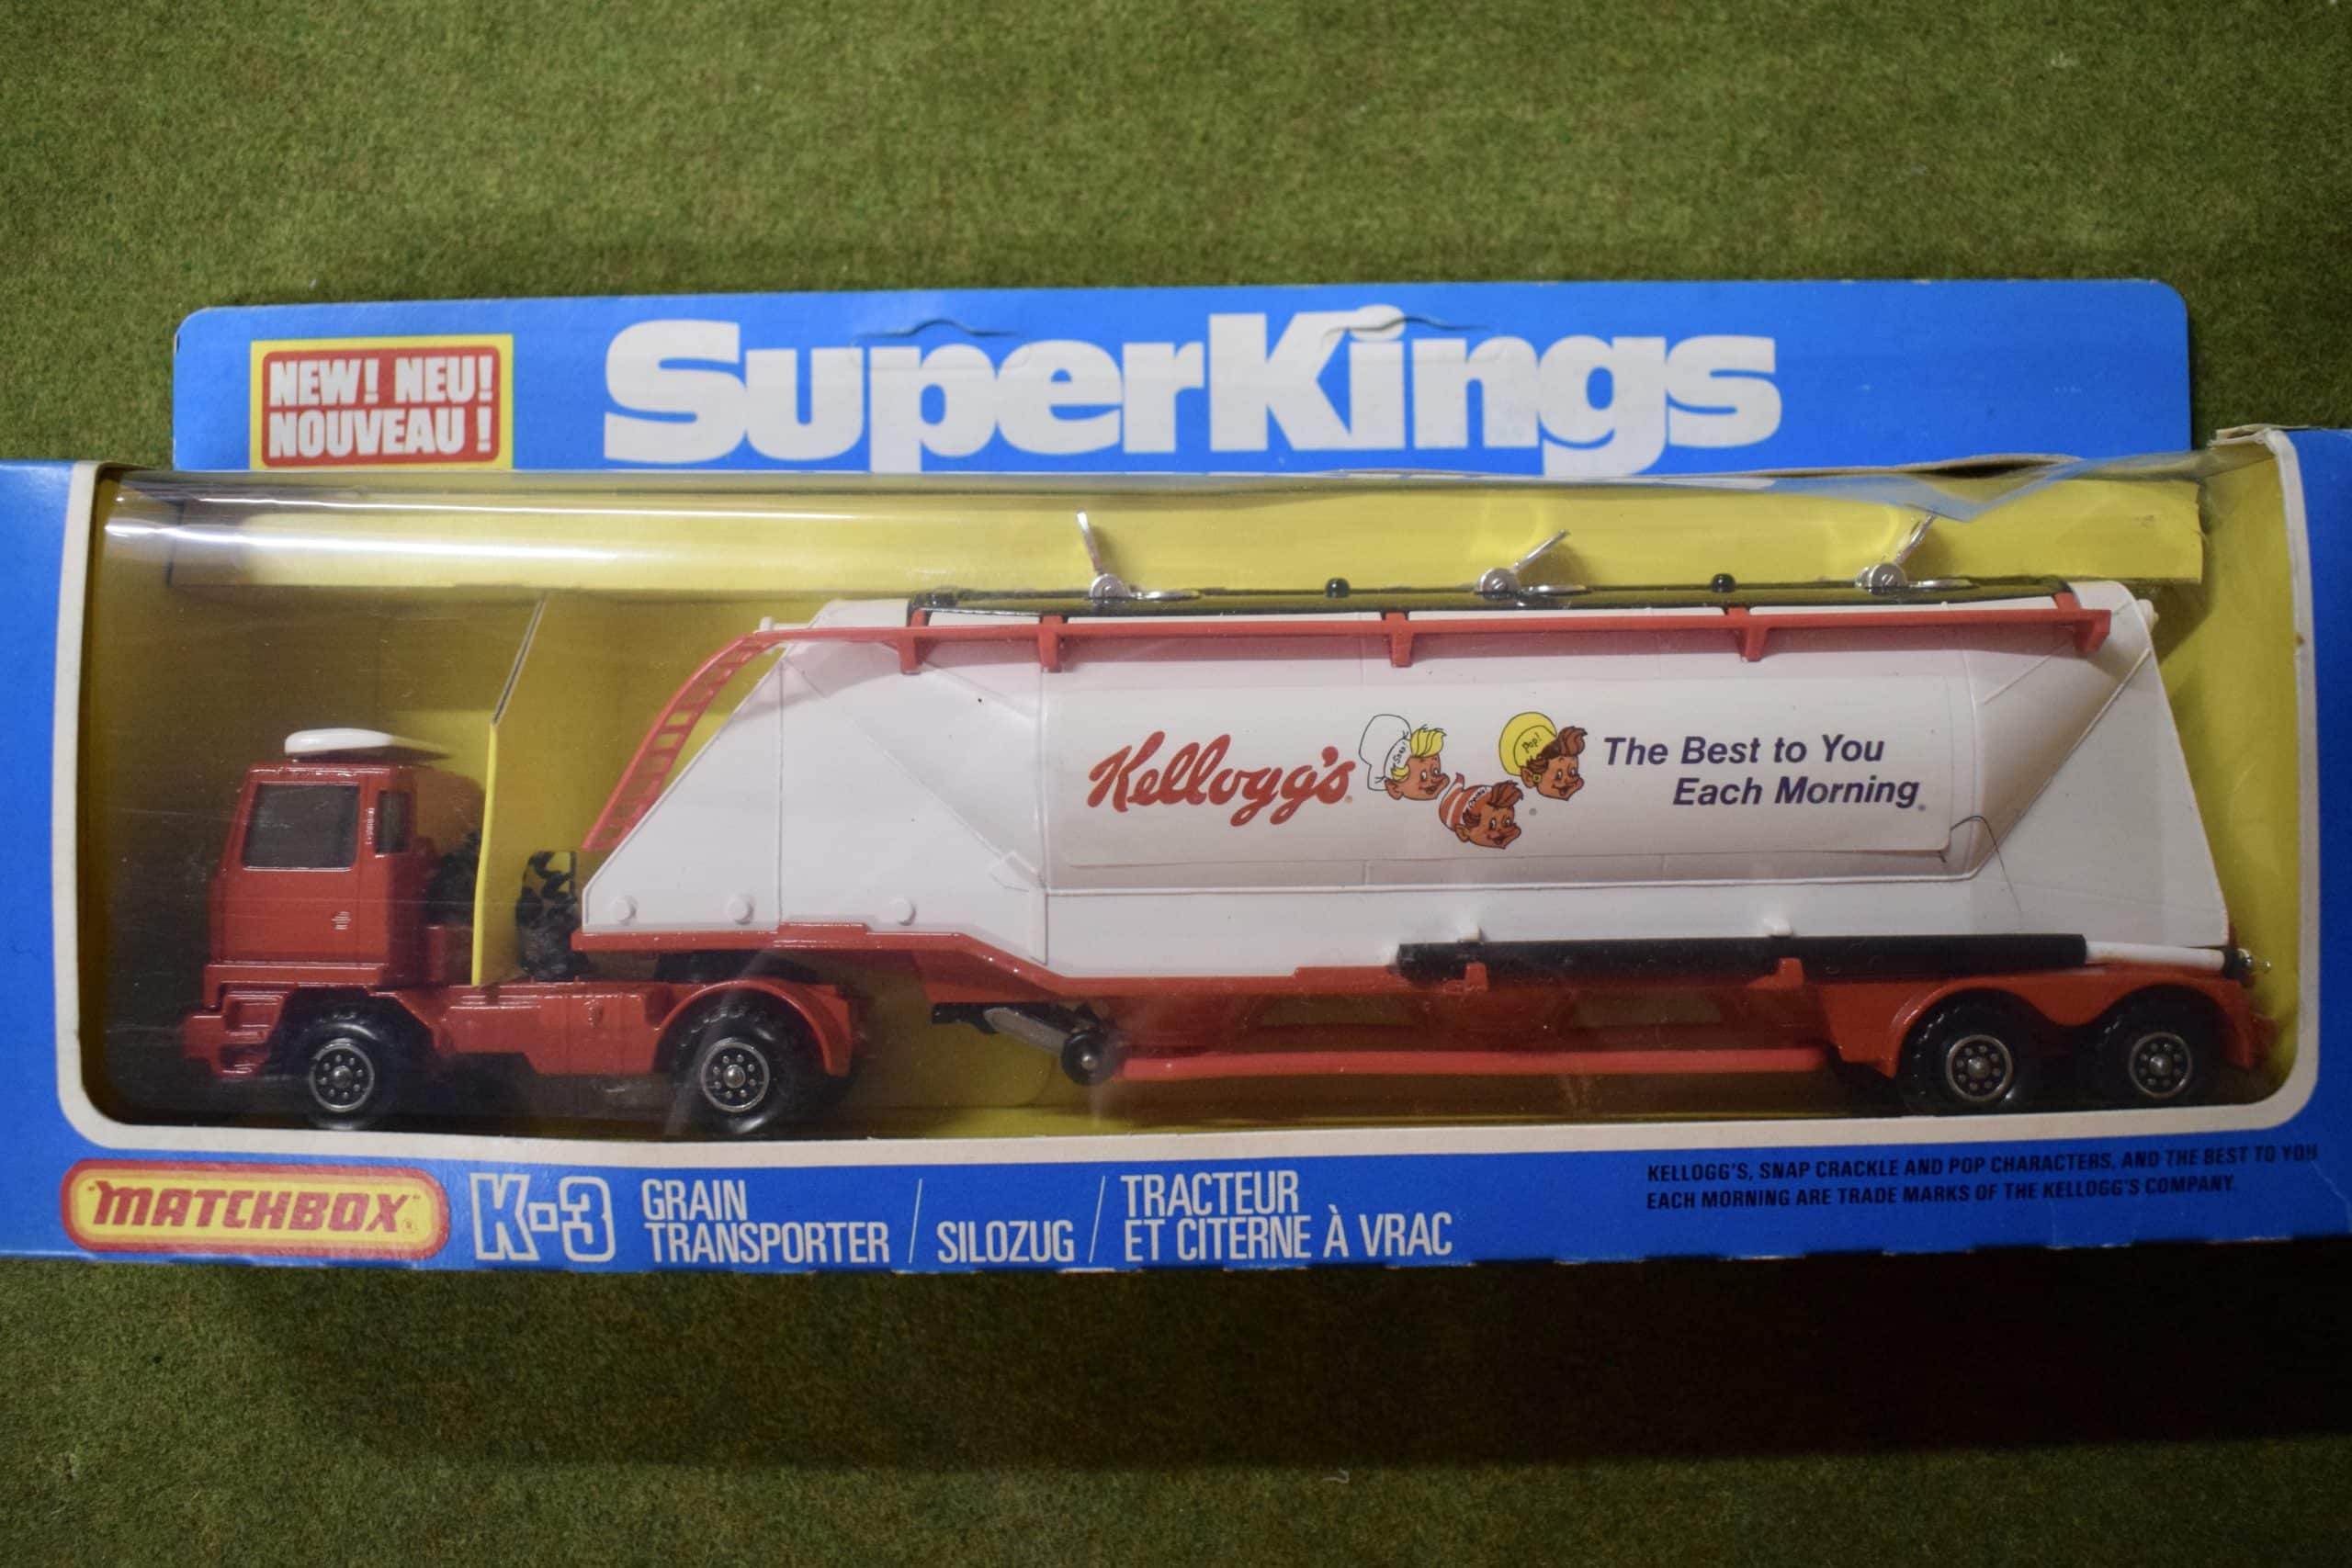 NEW! NEU!
NOUVEAU!
SuperKings
Kellogg's
Snap!
Pop!
The Best to You
Each Morning
"MATCHBOX"®
K-3
GRAIN
TRANSPORTER / SILOZUG / TRACTEUR
ET CITERNE À VRAC
KELLOGG'S, SNAP CRACKLE AND POP CHARACTERS, AND THE BEST TO YOU
EACH MORNING ARE TRADE MARKS OF THE KELLOGG'S COMPANY.